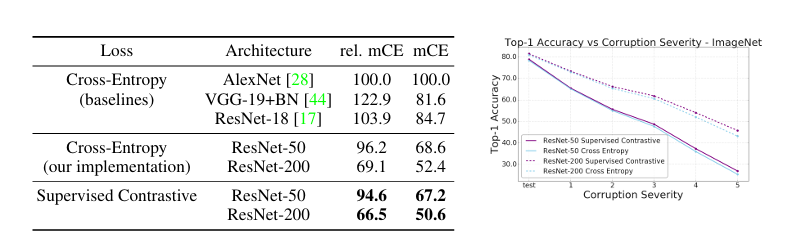 Loss Architecture rel. mCE mCE
Cross-Entropy AlexNet [28] 100.0 100.0
(baselines) VGG-19+BN [44] 122.9 81.6
ResNet-18 [17] 103.9 84.7
Cross-Entropy ResNet-50 96.2 68.6
(our implementation) ResNet-200 69.1 52.4
Supervised Contrastive ResNet-50 94.6 67.2
ResNet-200 66.5 50.6
Top-1 Accuracy vs Corruption Severity - ImageNet
Top-1 Accuracy
80.0
70.0
60.0
50.0
40.0
30.0
ResNet-50 Supervised Contrastive
ResNet-50 Cross Entropy
ResNet-200 Supervised Contrastive
ResNet-200 Cross Entropy
test 1 2 3 4 5
Corruption Severity